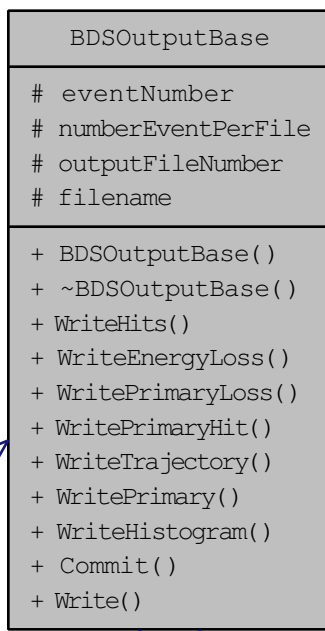 BDSOutputBase
# eventNumber
# numberEventPerFile
# outputFileNumber
# filename
+ BDSOutputBase()
+ ~BDSOutputBase()
+ WriteHits()
+ WriteEnergyLoss()
+ WritePrimaryLoss()
+ WritePrimaryHit()
+ WriteTrajectory()
+ WritePrimary()
+ WriteHistogram()
+ Commit()
+ Write()